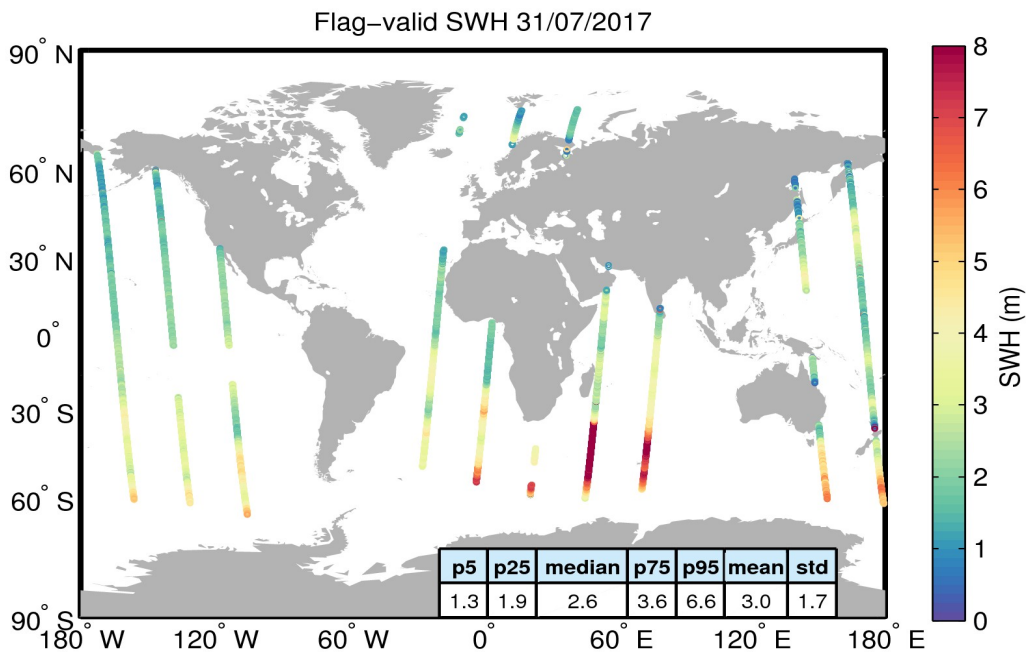 Flag−valid SWH 31/07/2017
90° N
60° N
30° N
0°
30° S
60° S
90° S
180° W
120° W
60° W
0°
60° E
120° E
180° E
p5 p25 median p75 p95 mean std
1.3 1.9 2.6 3.6 6.6 3.0 1.7
8
7
6
5
4
3
2
1
0
SWH (m)